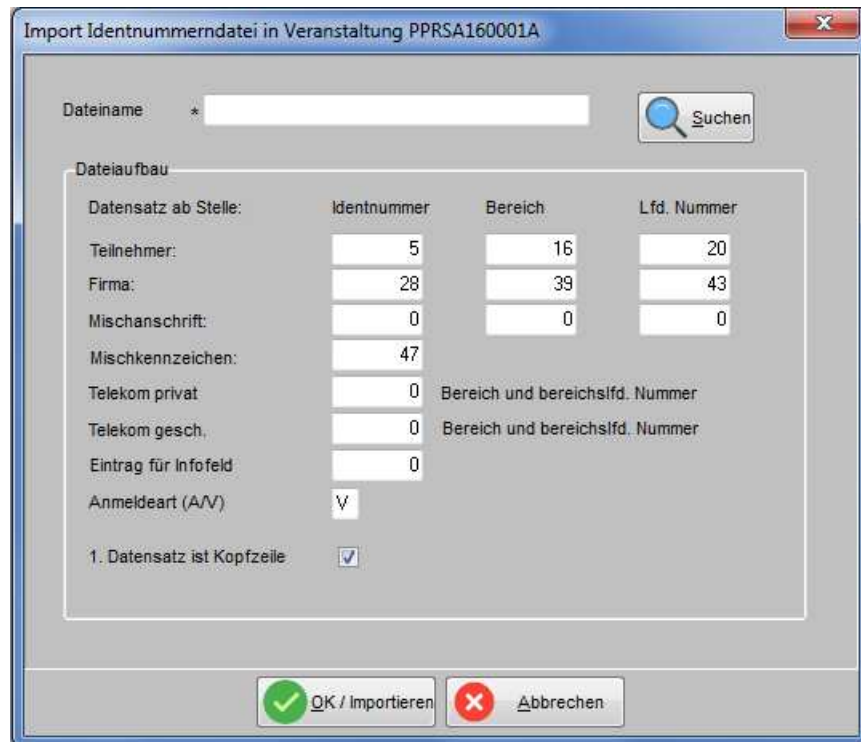 Import Identnummerndatei in Veranstaltung PPRSA160001A
Dateiname * Suchen
Dateiaufbau
Datensatz ab Stelle: Identnummer Bereich Lfd. Nummer
Teilnehmer: 5 16 20
Firma: 28 39 43
Mischanschrift: 0 0 0
Mischkennzeichen: 47
Telekom privat 0 Bereich und bereichslfd. Nummer
Telekom gesch. 0 Bereich und bereichslfd. Nummer
Eintrag für Infofeld 0
Anmeldeart (A/V) V
1. Datensatz ist Kopfzeile
OK / Importieren Abbrechen